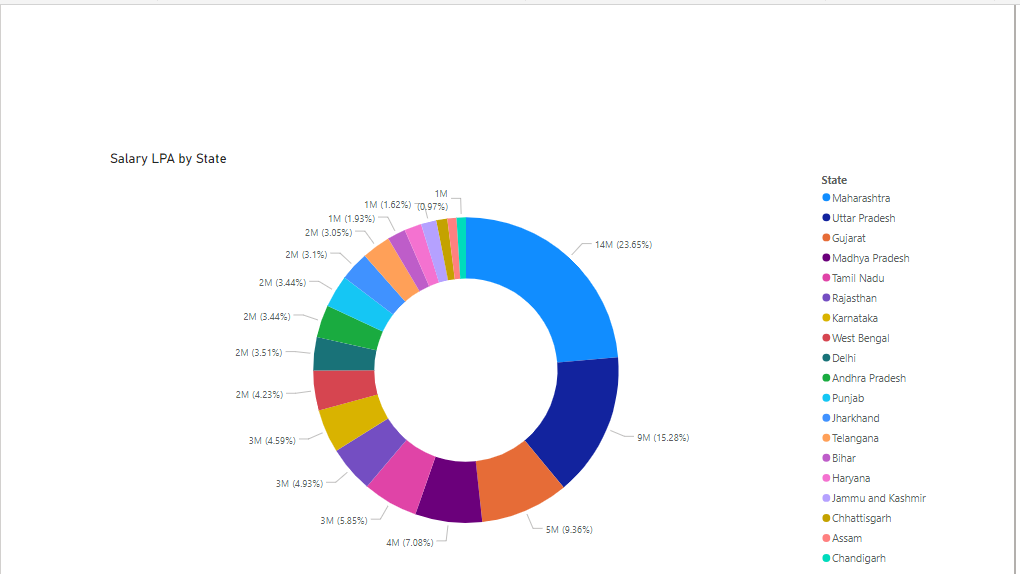 Salary LPA by State
14M (23.65%)
9M (15.28%)
5M (9.36%)
4M (7.08%)
3M (5.85%)
3M (4.93%)
3M (4.59%)
2M (4.23%)
2M (3.51%)
2M (3.44%)
2M (3.44%)
2M (3.1%)
2M (3.05%)
1M (1.93%)
1M (1.62%)
1M
(0.97%)
State
Maharashtra
Uttar Pradesh
Gujarat
Madhya Pradesh
Tamil Nadu
Rajasthan
Karnataka
West Bengal
Delhi
Andhra Pradesh
Punjab
Jharkhand
Telangana
Bihar
Haryana
Jammu and Kashmir
Chhattisgarh
Assam
Chandigarh